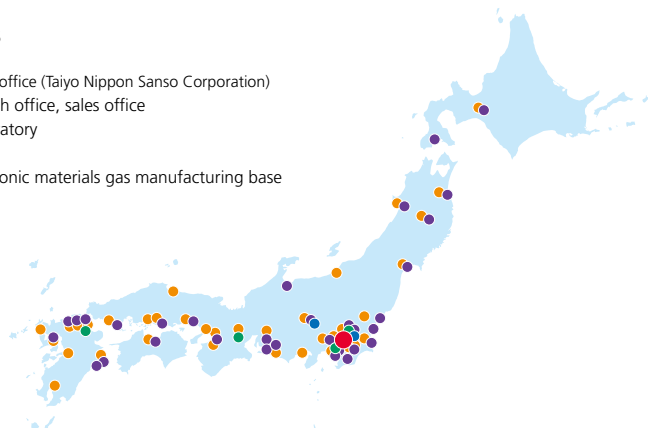 office (Taiyo Nippon Sanso Corporation)
h office, sales office
atory
onic materials gas manufacturing base